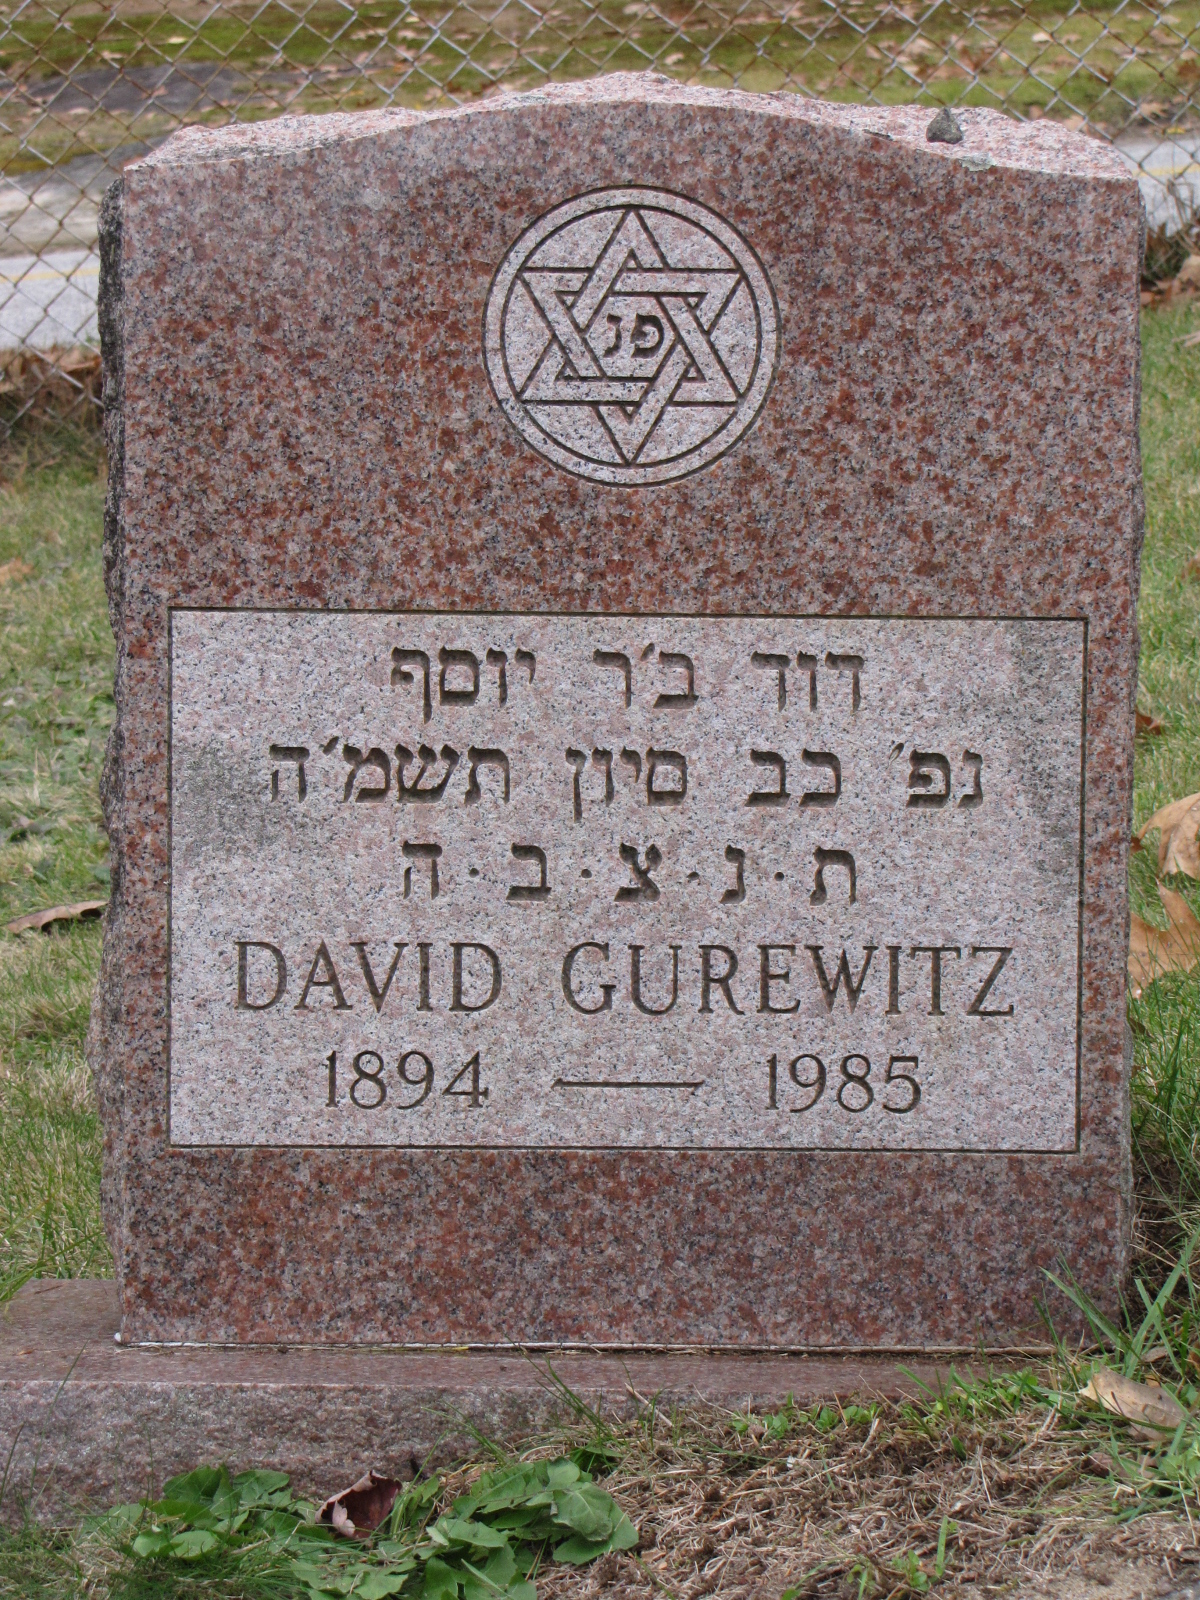 פנ
דוד ב׳ר יוסף
נפ׳ כב סיון תשמ׳ה
ת·נ·צ·ב·ה
DAVID GUREWITZ
1894 — 1985